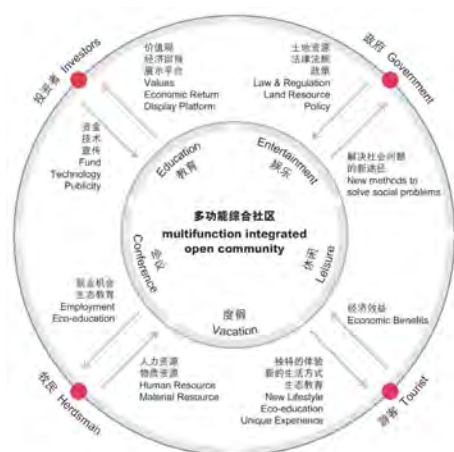 投资者 Investors
价值观
经济回报
展示平台
Values
Economic Return
Display Platform
土地资源
法律法规
政策
Law & Regulation
Land Resource
Policy
政府 Government
资金
技术
宣传
Fund
Technology
Publicity
Education
教育
Entertainment
娱乐
解决社会问题
的新途径
New methods to
solve social problems
多功能综合社区
multifunction integrated
open community
会议
Conference
休闲
Leisure
度假
Vacation
就业机会
生态教育
Employment
Eco-education
经济效益
Economic Benefits
人力资源
物质资源
Human Resource
Material Resource
独特的体验
新的生活方式
生态教育
New Lifestyle
Eco-education
Unique Experience
牧民 Herdsman
游客 Tourist